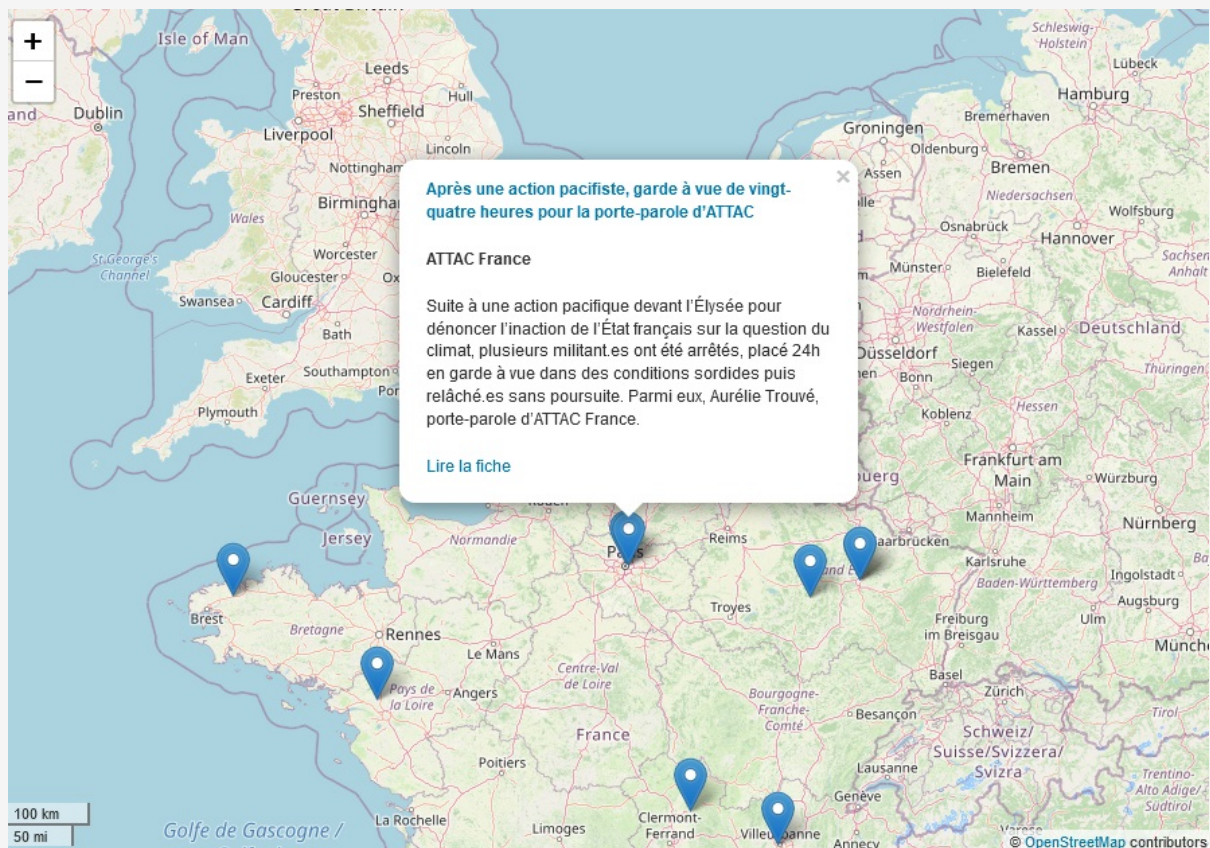 +
−
Isle of Man
Leeds
Preston
Hull
Sheffield
Dublin
Liverpool
Lincoln
Schleswig-
Holstein
Lübeck
Hamburg
Bremerhaven
Groningen
Oldenburg
Assen
Bremen
Niedersachsen
Wolfsburg
Osnabrück
Hannover
Sachsen
Anhalt
Münster
Bielefeld
Nordrhein-
Westfalen
Kassel
Deutschland
Düsseldorf
Siegen
Thüringen
Bonn
Koblenz
Hessen
Frankfurt am
Main
Würzburg
Mannheim
Nürnberg
Wales
St George's
Channel
Worcester
Gloucester
Swansea
Cardiff
Bath
Exeter
Southampton
Plymouth
×
Après une action pacifiste, garde à vue de vingt-
quatre heures pour la porte-parole d’ATTAC
ATTAC France
Suite à une action pacifique devant l’Élysée pour
dénoncer l’inaction de l’État français sur la question du
climat, plusieurs militant.es ont été arrêtés, placé 24h
en garde à vue dans des conditions sordides puis
relâché.es sans poursuite. Parmi eux, Aurélie Trouvé,
porte-parole d’ATTAC France.
Lire la fiche
Guernsey
Jersey
Normandie
Reims
Karlsruhe
Baden-Württemberg
Ingolstadt
Augsburg
Ulm
Brest
Bretagne
Rennes
Le Mans
Troyes
Freiburg
im Breisgau
Pays de
la Loire
Angers
Centre-Val
de Loire
Bourgogne-
Franche-
Comté
Besançon
Basel
Zürich
Schweiz/
Suisse/Svizzera/
Svizra
Tirol
France
Poitiers
Lausanne
Genève
Trentino-
Alto Adige/
Südtirol
La Rochelle
Limoges
Clermont-
Ferrand
Annecy
Varese
Golfe de Gascogne /
100 km
50 mi
© OpenStreetMap contributors